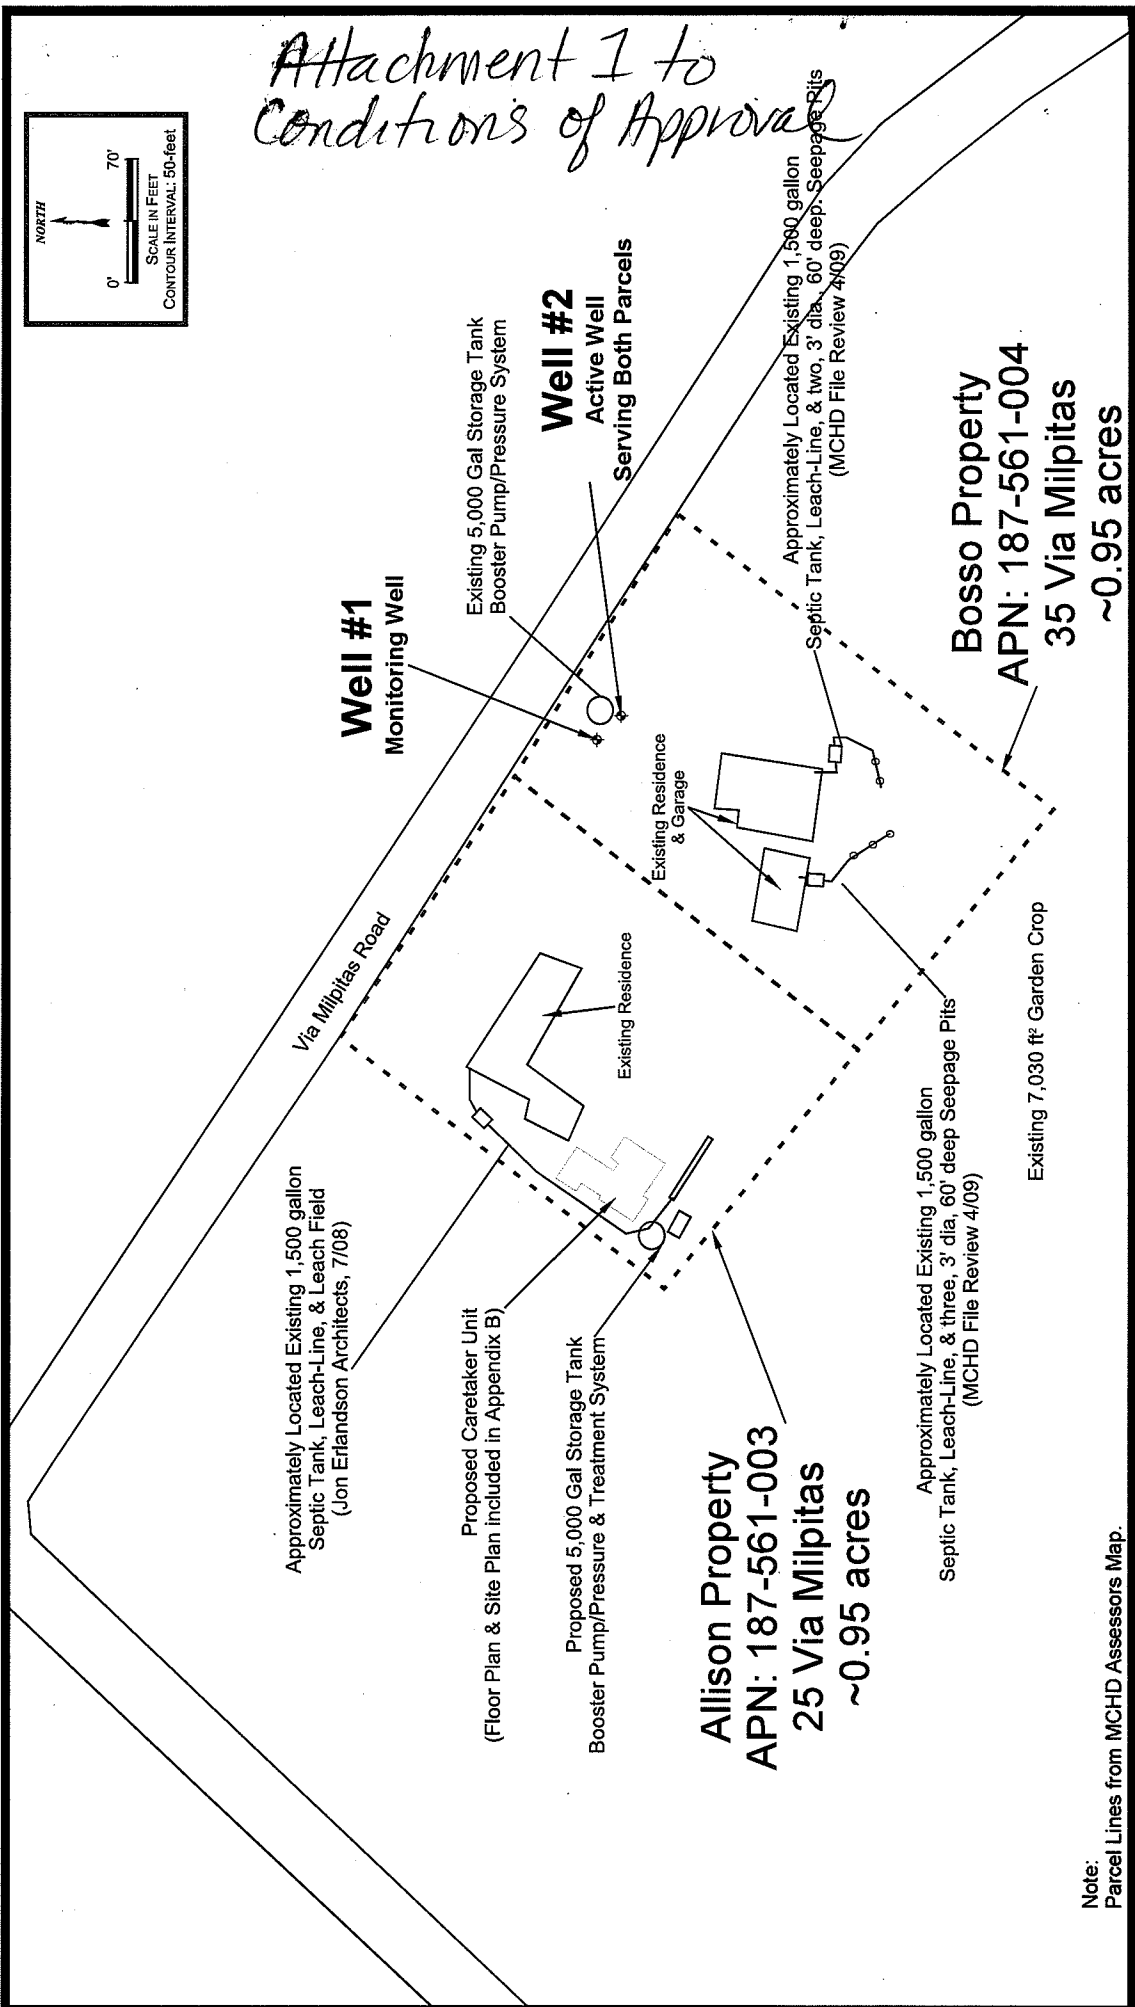 Attachment 1 to
Conditions of Approval
NORTH
0' 70'
SCALE IN FEET
CONTOUR INTERVAL: 50-feet
Via Milpitas Road
Well #1
Monitoring Well
Existing 5,000 Gal Storage Tank
Booster Pump/Pressure System
Well #2
Active Well
Serving Both Parcels
Approximately Located Existing 1,500 gallon
Septic Tank, Leach-Line, & two, 3' dia., 60' deep. Seepage Pits
(MCHD File Review 4/09)
Bosso Property
APN: 187-561-004
35 Via Milpitas
~0.95 acres
Existing Residence
& Garage
Existing Residence
Approximately Located Existing 1,500 gallon
Septic Tank, Leach-Line, & Leach Field
(Jon Erlandson Architects, 7/08)
Proposed Caretaker Unit
(Floor Plan & Site Plan included in Appendix B)
Proposed 5,000 Gal Storage Tank
Booster Pump/Pressure & Treatment System
Allison Property
APN: 187-561-003
25 Via Milpitas
~0.95 acres
Approximately Located Existing 1,500 gallon
Septic Tank, Leach-Line, & three, 3' dia, 60' deep Seepage Pits
(MCHD File Review 4/09)
Existing 7,030 ft² Garden Crop
Note:
Parcel Lines from MCHD Assessors Map.